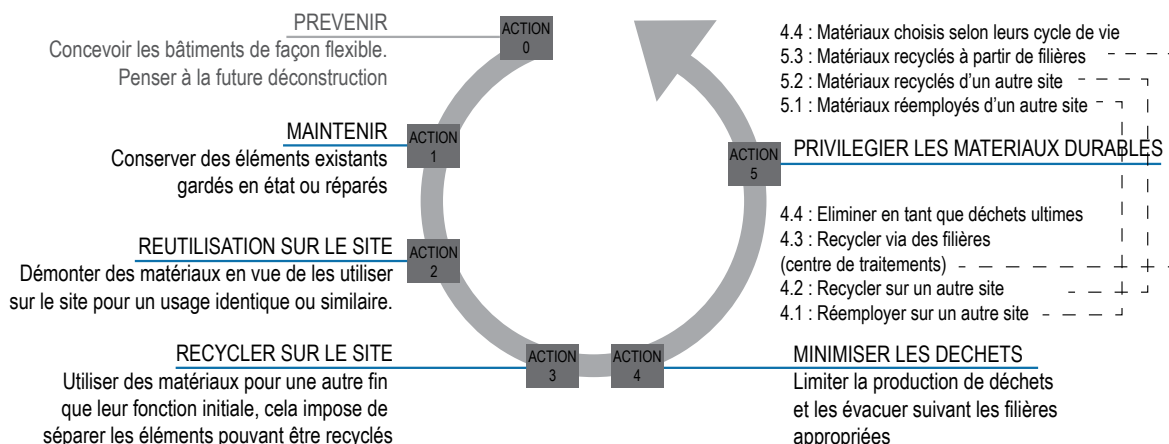 PREVENIR
Concevoir les bâtiments de façon flexible.
Penser à la future déconstruction
ACTION
0
MAINTENIR
Conserver des éléments existants
gardés en état ou réparés
ACTION
1
REUTILISATION SUR LE SITE
Démonter des matériaux en vue de les utiliser
sur le site pour un usage identique ou similaire.
ACTION
2
RECYCLER SUR LE SITE
Utiliser des matériaux pour une autre fin
que leur fonction initiale, cela impose de
séparer les éléments pouvant être recyclés
ACTION
3
ACTION
4
MINIMISER LES DECHETS
Limiter la production de déchets
et les évacuer suivant les filières
appropriées
4.4 : Eliminer en tant que déchets ultimes
4.3 : Recycler via des filières
(centre de traitements)
4.2 : Recycler sur un autre site
4.1 : Réemployer sur un autre site
ACTION
5
PRIVILEGIER LES MATERIAUX DURABLES
4.4 : Matériaux choisis selon leurs cycle de vie
5.3 : Matériaux recyclés à partir de filières
5.2 : Matériaux recyclés d'un autre site
5.1 : Matériaux réemployés d'un autre site